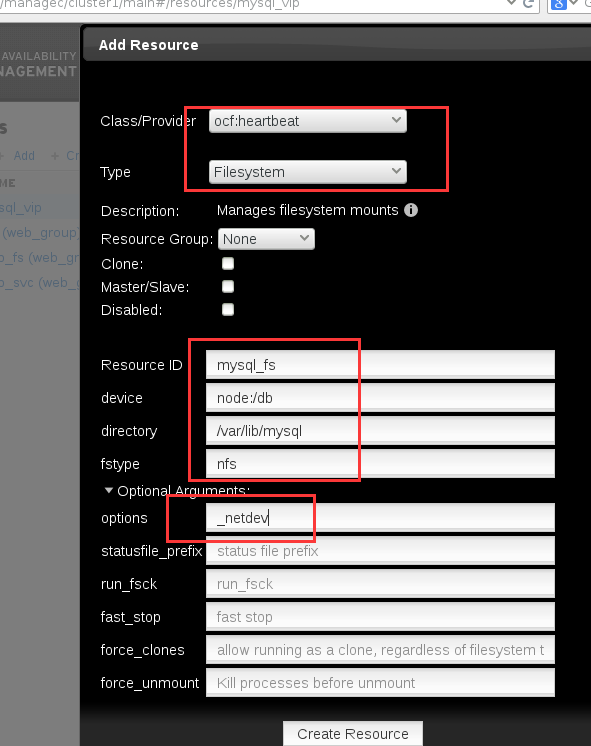 /managec/cluster1/main#/resources/mysql_vip
Add Resource
AVAILABILITY
NAGEMENT
Class/Provider ocf:heartbeat
s
+ Add + Cr
Type Filesystem
ME
sql_vip
Description: Manages filesystem mounts
(web_group)
Resource Group: None
o_fs (web_gr
Clone:
o_svc (web_g
Master/Slave:
Disabled:
Resource ID mysql_fs
device node:/db
directory /var/lib/mysql
fstype nfs
Optional Arguments:
options _netdev
statusfile_prefix status file prefix
run_fsck run_fsck
fast_stop fast stop
force_clones allow running as a clone, regardless of filesystem t
force_unmount Kill processes before unmount
Create Resource